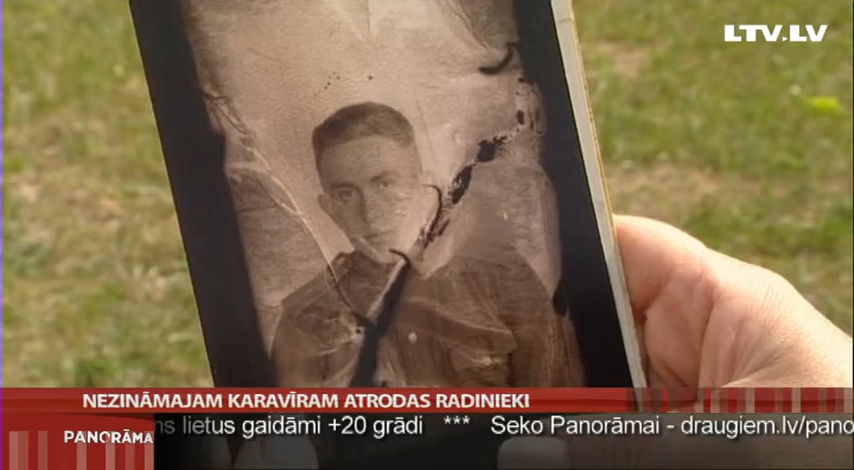 LTV.LV
NEZINĀMAJAM KARAVĪRAM ATRODAS RADINIEKI
lietus gaidāmi +20 grādi *** Seko Panorāmai - draugiem.lv/pano
PANORĀMA